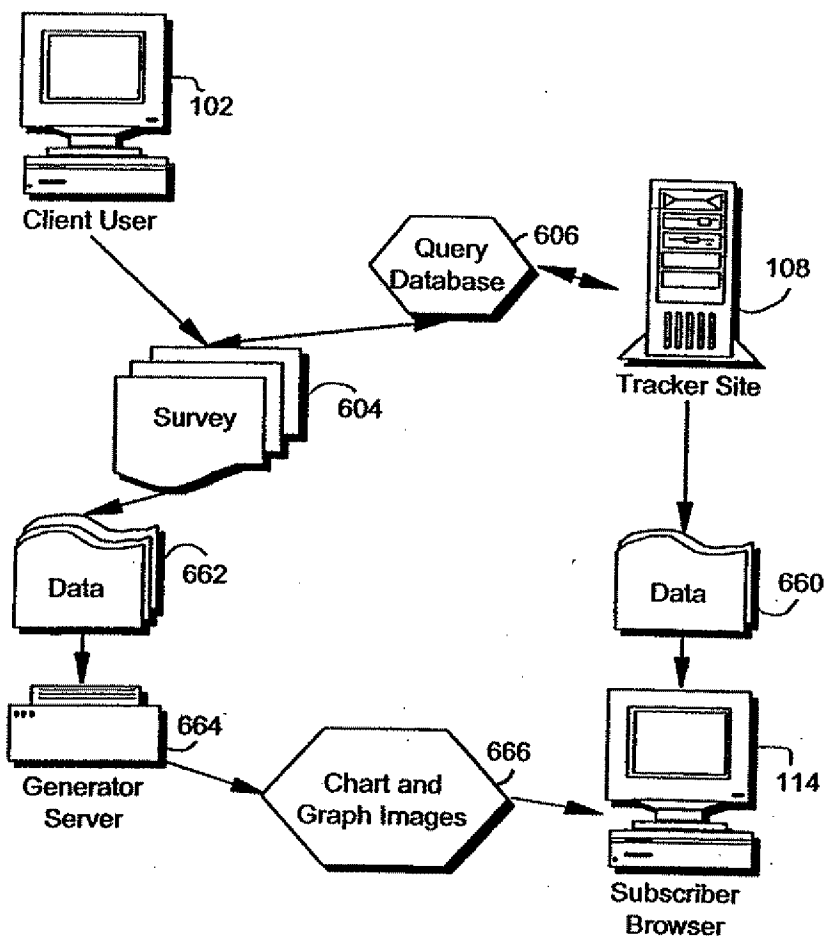 102
Client User
Query
Database
606
108
Tracker Site
Survey
604
Data
662
Data
660
664
Generator
Server
Chart and
Graph Images
666
114
Subscriber
Browser